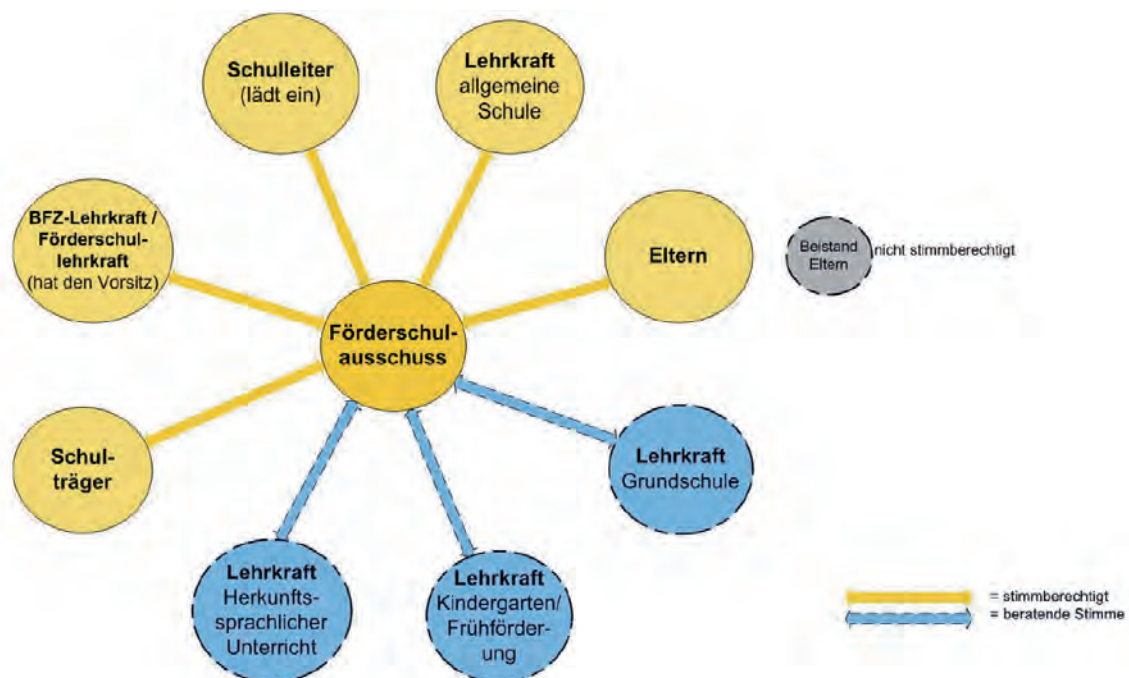 Schulleiter
(lädt ein)
Lehrkraft
allgemeine
Schule
BFZ-Lehrkraft /
Förderschul-
lehrkraft
(hat den Vorsitz)
Eltern
Beistand
Eltern
nicht stimmberechtigt
Förderschul-
ausschuss
Schul-
träger
Lehrkraft
Grundschule
Lehrkraft
Herkunfts-
sprachlicher
Unterricht
Lehrkraft
Kindergarten/
Frühförder-
ung
= stimmberechtigt
= beratende Stimme